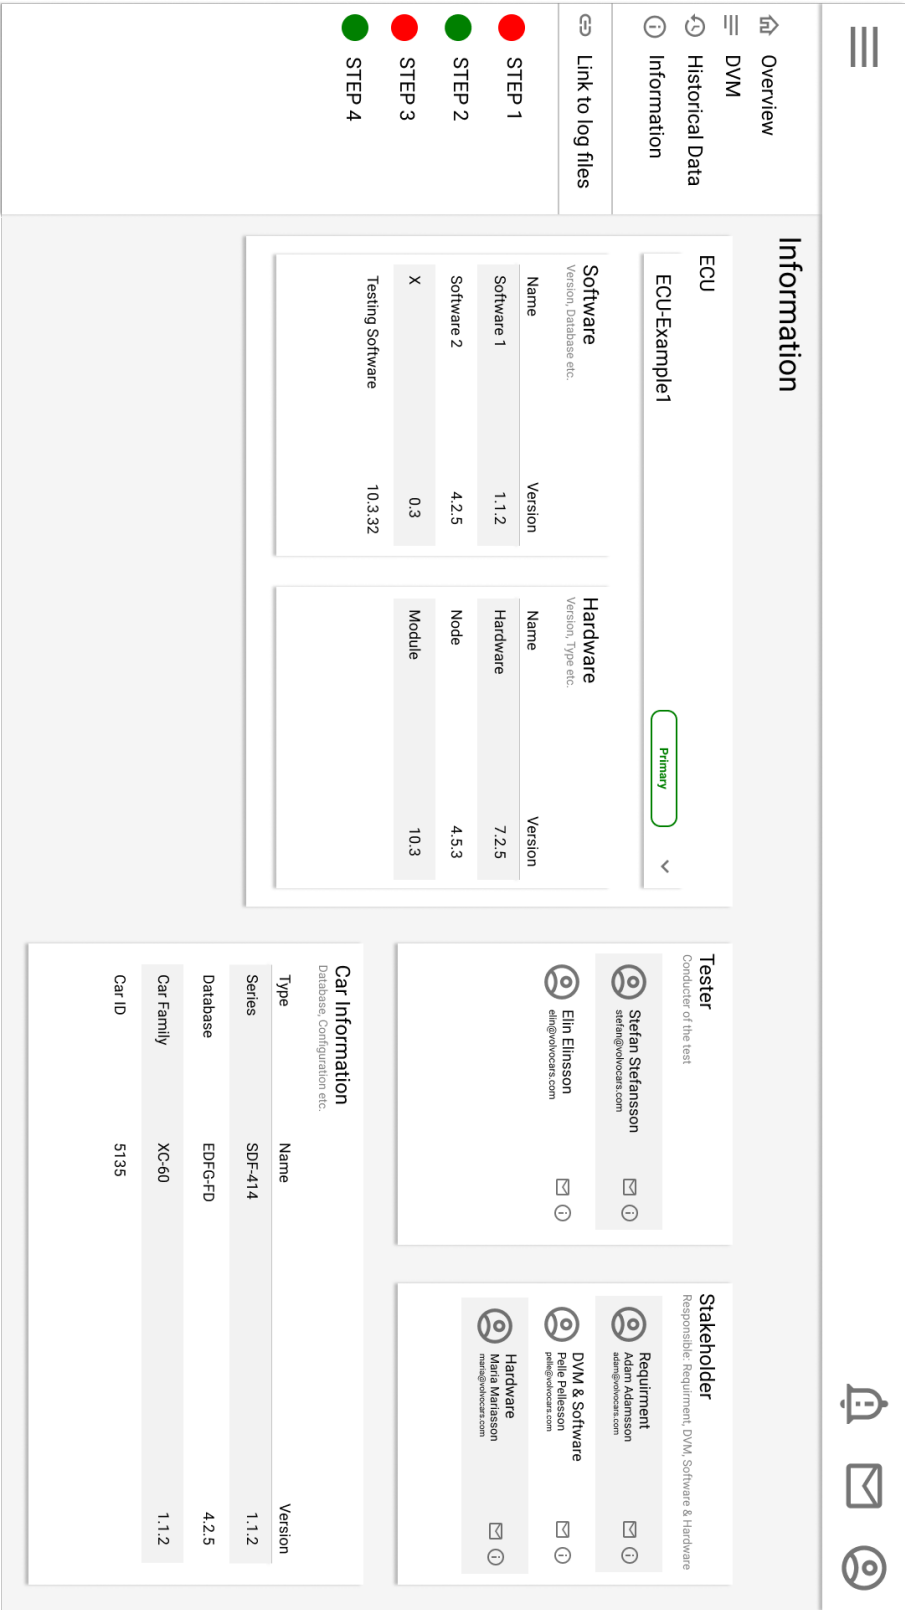 Overview
DVM
Historical Data
Information
Link to log files
STEP 1
STEP 2
STEP 3
STEP 4
Information
ECU
ECU-Example1
Primary
Software
Version, Database etc.
Name Version
Software 1 1.1.2
Software 2 4.2.5
X 0.3
Testing Software 10.3.32
Hardware
Version, Type etc.
Name Version
Hardware 7.2.5
Node 4.5.3
Module 10.3
Tester
Conducter of the test
Stefan Stefansson
stefan@volvocars.com
Elin Elinsson
elin@volvocars.com
Stakeholder
Responsible: Requirment, DVM, Software & Hardware
Requirment
Adam Adamsson
adam@volvocars.com
DVM & Software
Pelle Pellesson
pelle@volvocars.com
Hardware
Maria Mariasson
maria@volvocars.com
Car Information
Database, Configuration etc.
Type Name Version
Series SDF-414 1.1.2
Database EDFG-FD 4.2.5
Car Family XC-60 1.1.2
Car ID 5135